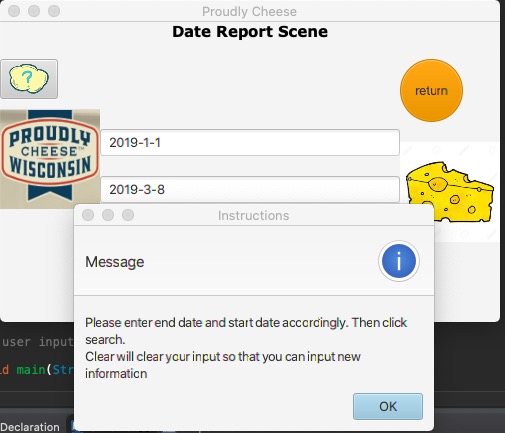 Proudly Cheese
Date Report Scene
?
return
PROUDLY
CHEESE
WISCONSIN
2019-1-1
2019-3-8
Instructions
Message
i
Please enter end date and start date accordingly. Then click
search.
Clear will clear your input so that you can input new
information
OK
user input
d main(Str
Declaration